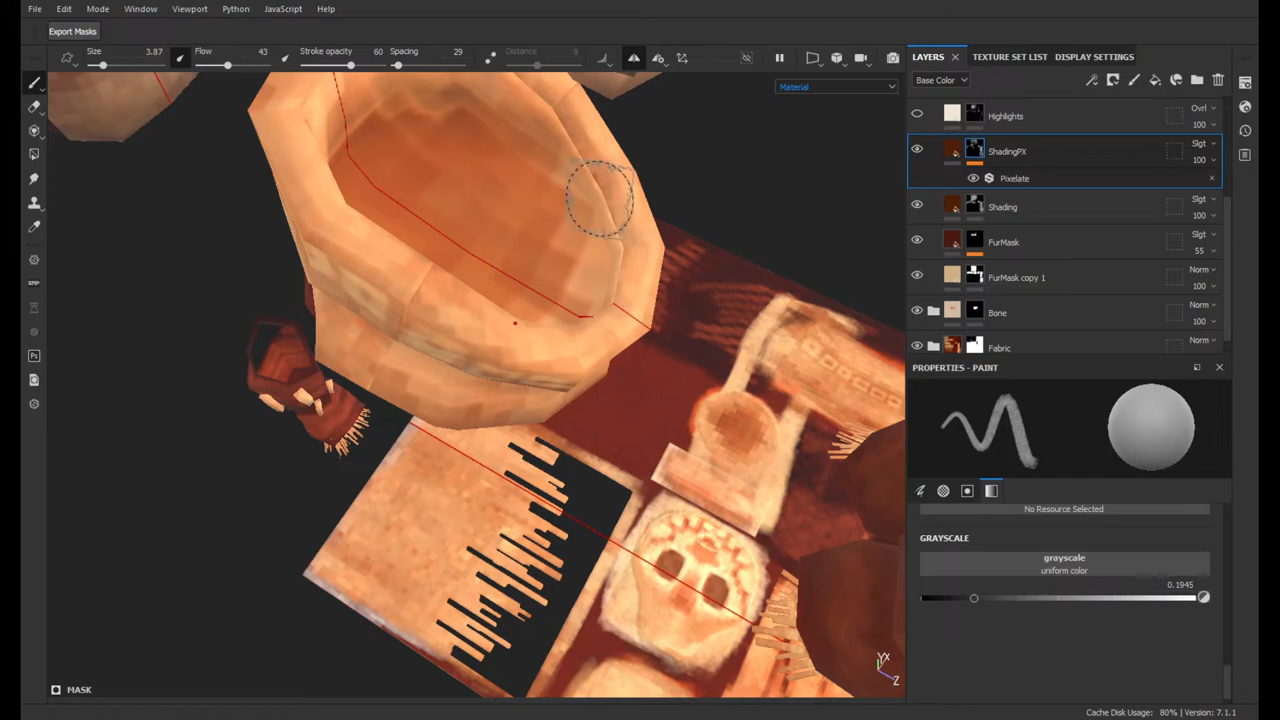 File Edit Mode Window Viewport Python JavaScript Help
Export Masks
Size 3.87 Flow 43 Stroke opacity 60 Spacing 29 Distance 8
LAYERS TEXTURE SET LIST DISPLAY SETTINGS
Base Color
Material
Highlights Ovrl 100
ShadingPX Slgt 100
Pixelate
Shading Slgt 100
FurMask Slgt 55
FurMask copy 1 Norm 100
Bone Norm 100
Fabric Norm
PROPERTIES - PAINT
No Resource Selected
GRAYSCALE
grayscale
uniform color
0.1945
Y X
Z
MASK
Cache Disk Usage: 80% | Version: 7.1.1